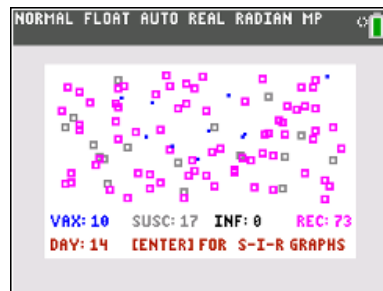 NORMAL FLOAT AUTO REAL RADIAN MP
VAX: 10 SUSC: 17 INF: 0 REC: 73
DAY: 14 [ENTER] FOR S-I-R GRAPHS